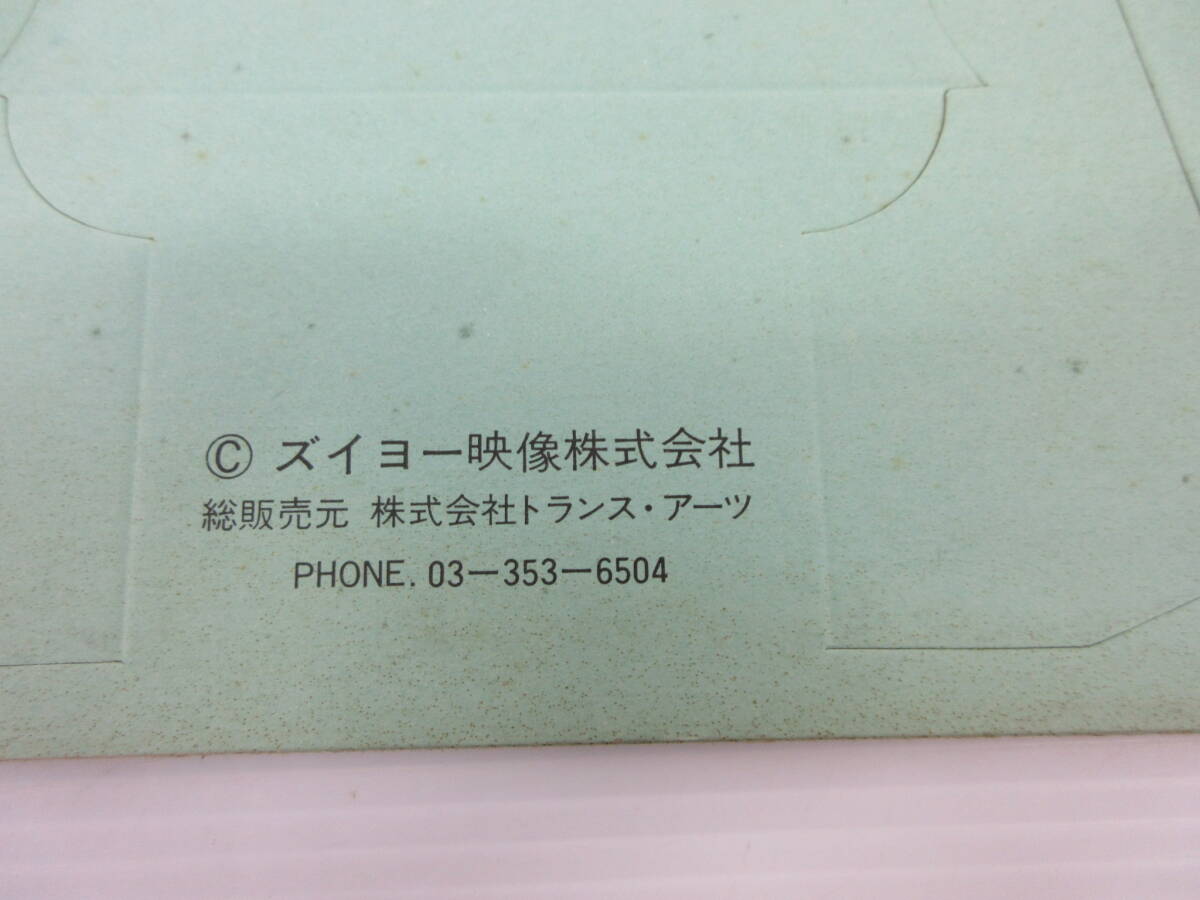 © ズイヨー映像株式会社
総販売元 株式会社トランス・アーツ
PHONE. 03-353-6504